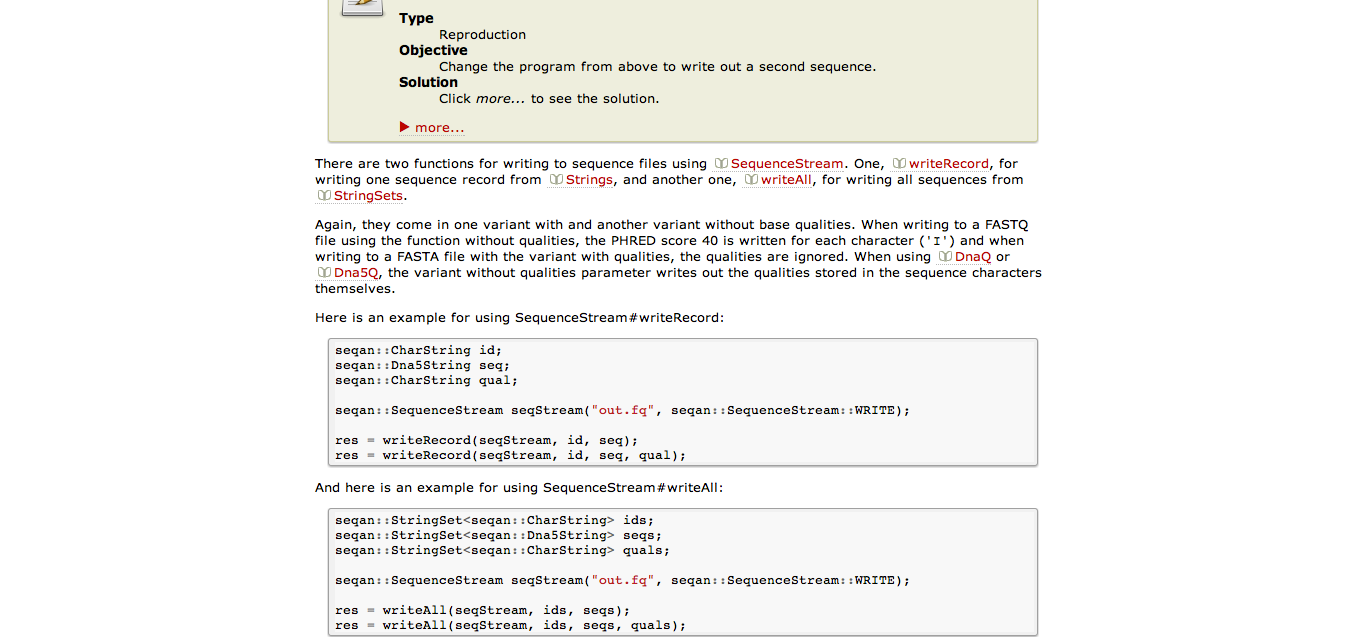 Type
Reproduction
Objective
Change the program from above to write out a second sequence.
Solution
Click more... to see the solution.
more...
There are two functions for writing to sequence files using SequenceStream. One, writeRecord, for
writing one sequence record from Strings, and another one, writeAll, for writing all sequences from
StringSets.
Again, they come in one variant with and another variant without base qualities. When writing to a FASTQ
file using the function without qualities, the PHRED score 40 is written for each character ('I') and when
writing to a FASTA file with the variant with qualities, the qualities are ignored. When using DnaQ or
Dna5Q, the variant without qualities parameter writes out the qualities stored in the sequence characters
themselves.
Here is an example for using SequenceStream#writeRecord:
seqan::CharString id;
seqan::Dna5String seq;
seqan::CharString qual;
seqan::SequenceStream seqStream("out.fq", seqan::SequenceStream::WRITE);
res = writeRecord(seqStream, id, seq);
res = writeRecord(seqStream, id, seq, qual);
And here is an example for using SequenceStream#writeAll:
seqan::StringSet<seqan::CharString> ids;
seqan::StringSet<seqan::Dna5String> seqs;
seqan::StringSet<seqan::CharString> quals;
seqan::SequenceStream seqStream("out.fq", seqan::SequenceStream::WRITE);
res = writeAll(seqStream, ids, seqs);
res = writeAll(seqStream, ids, seqs, quals);